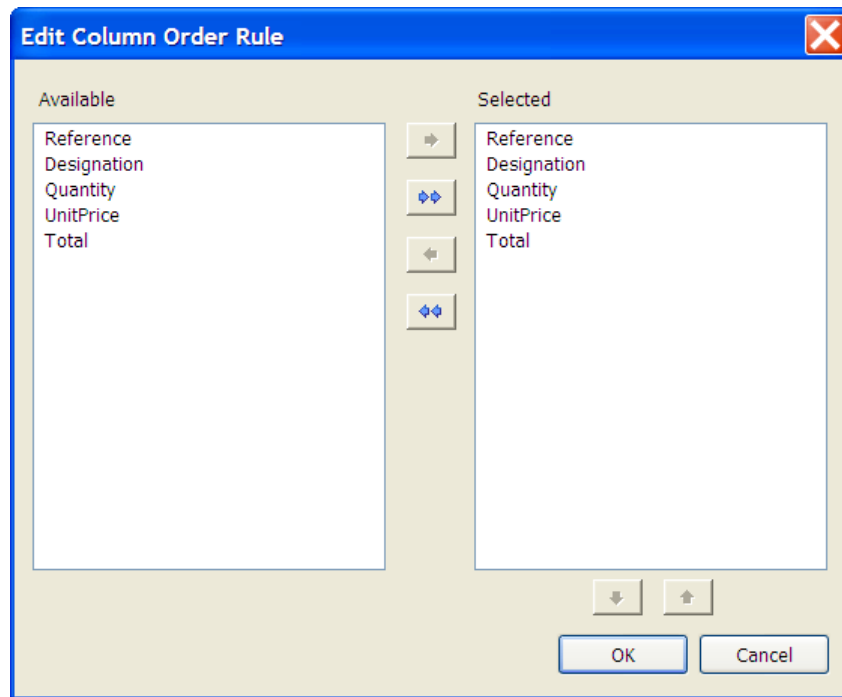 Edit Column Order Rule
Available
Reference
Designation
Quantity
UnitPrice
Total
Selected
Reference
Designation
Quantity
UnitPrice
Total
OK
Cancel